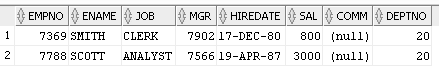 EMPNO ENAME JOB MGR HIREDATE SAL COMM DEPTNO
1 7369 SMITH CLERK 7902 17-DEC-80 800 (null) 20
2 7788 SCOTT ANALYST 7566 19-APR-87 3000 (null) 20